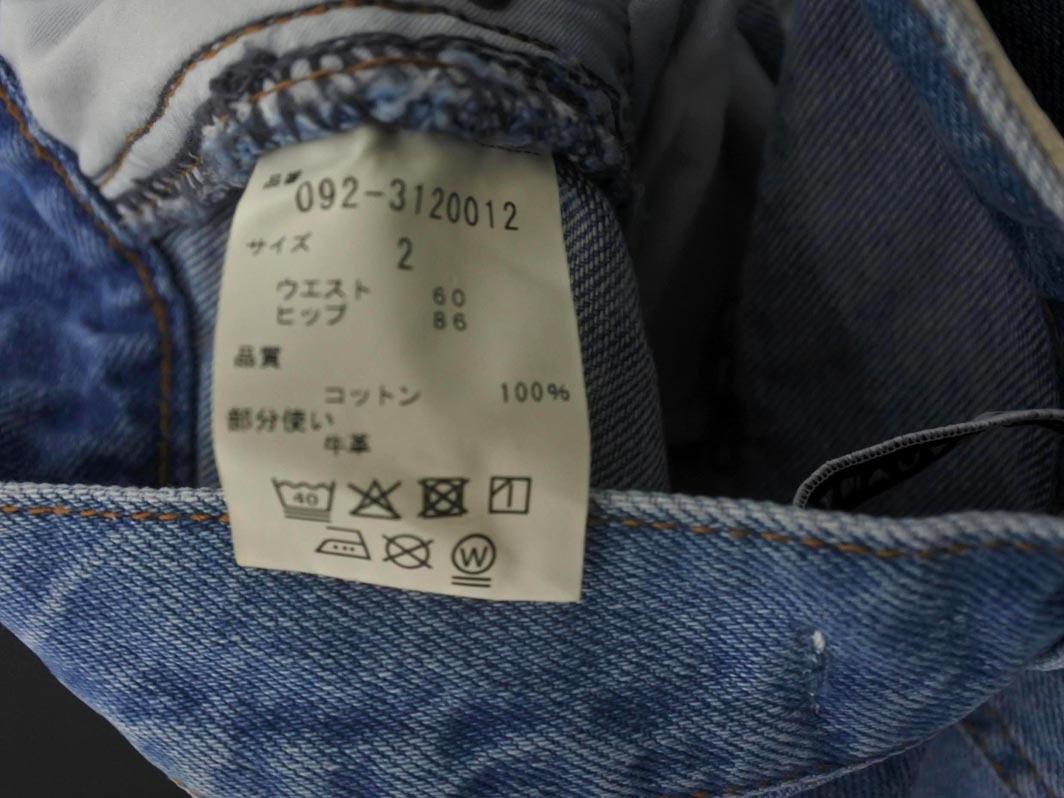 品番 092-3120012
サイズ 2
ウエスト 60
ヒップ 86
品質
コットン 100%
部分使い
牛革
40
W